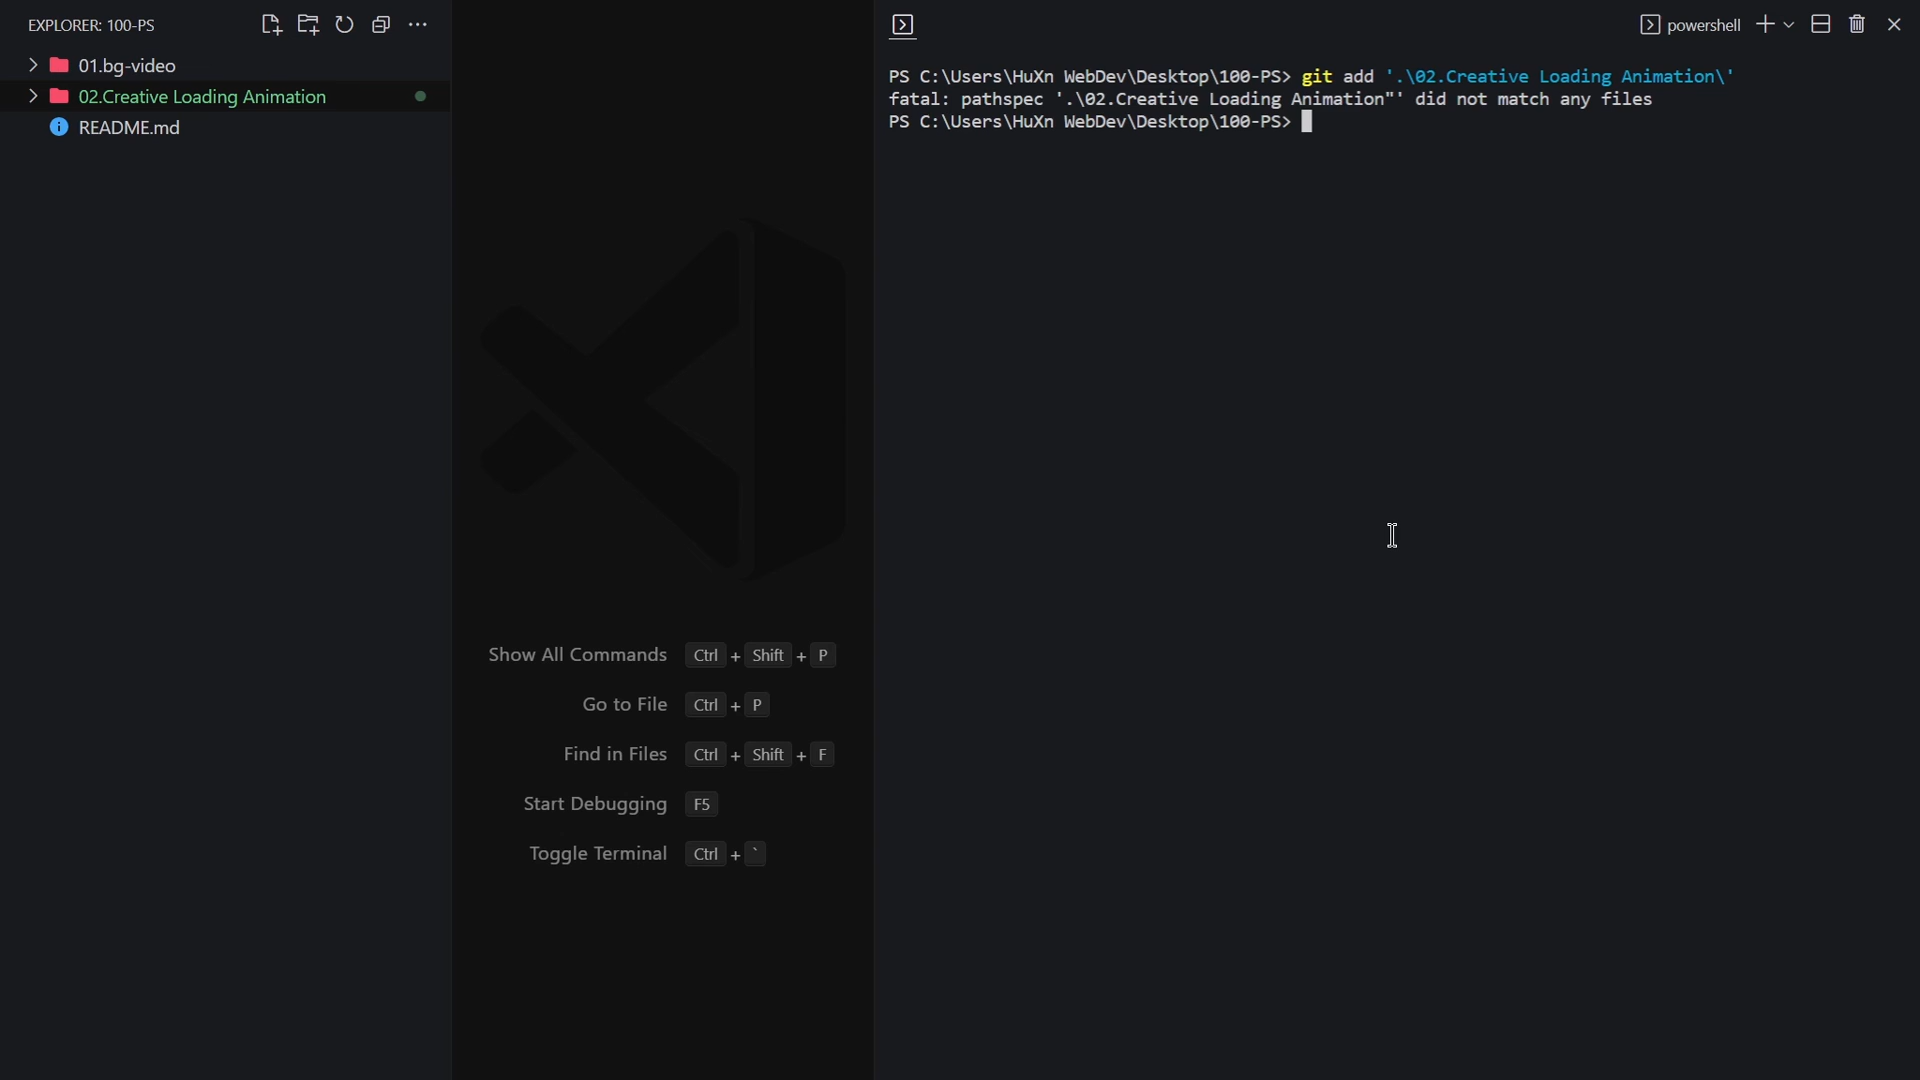 EXPLORER: 100-PS
01.bg-video
02.Creative Loading Animation
README.md
Show All Commands Ctrl + Shift + P
Go to File Ctrl + P
Find in Files Ctrl + Shift + F
Start Debugging F5
Toggle Terminal Ctrl + `
powershell
PS C:\Users\HuXn WebDev\Desktop\100-PS> git add '.\02.Creative Loading Animation\'
fatal: pathspec '.\02.Creative Loading Animation"' did not match any files
PS C:\Users\HuXn WebDev\Desktop\100-PS>